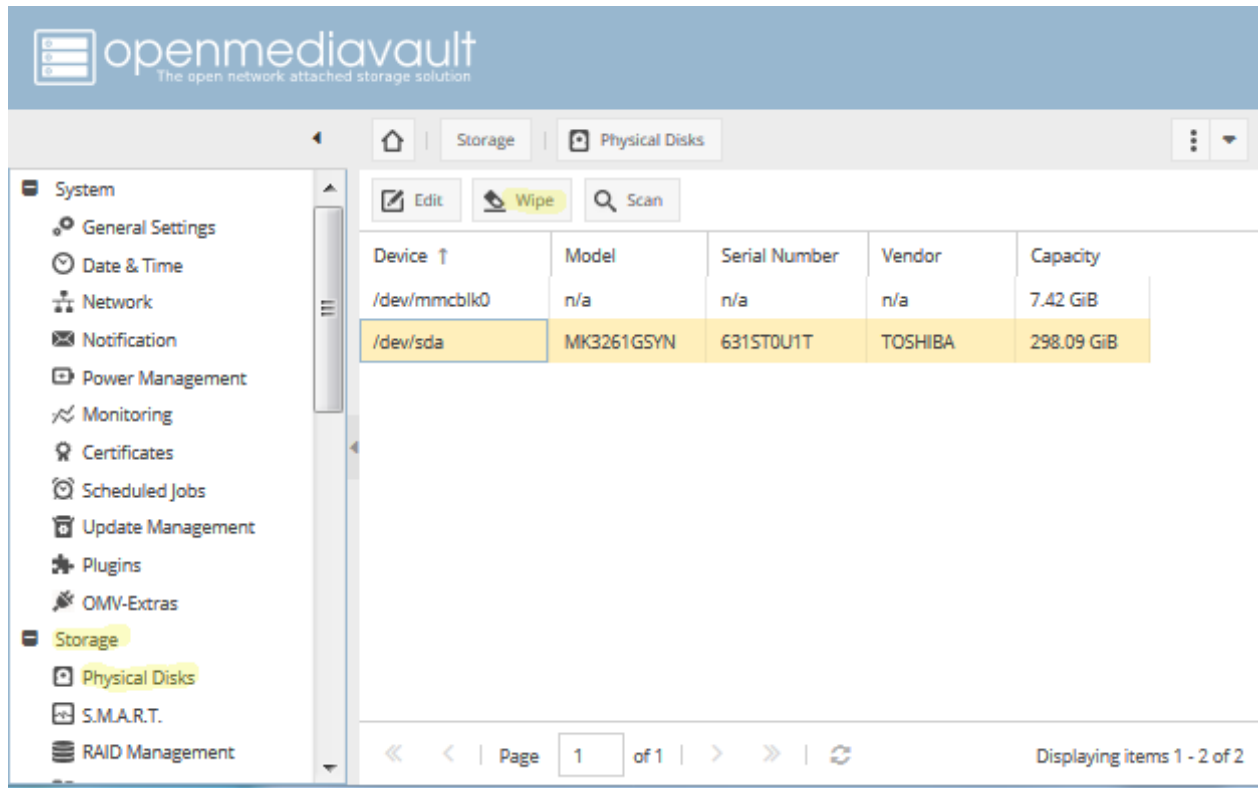 openmediavault
The open network attached storage solution
Storage
Physical Disks
System
General Settings
Date & Time
Network
Notification
Power Management
Monitoring
Certificates
Scheduled Jobs
Update Management
Plugins
OMV-Extras
Storage
Physical Disks
S.M.A.R.T.
RAID Management
Edit Wipe Scan
Device ↑ Model Serial Number Vendor Capacity
/dev/mmcblk0 n/a n/a n/a 7.42 GiB
/dev/sda MK3261GSYN 631ST0U1T TOSHIBA 298.09 GiB
Page 1 of 1 Displaying items 1 - 2 of 2